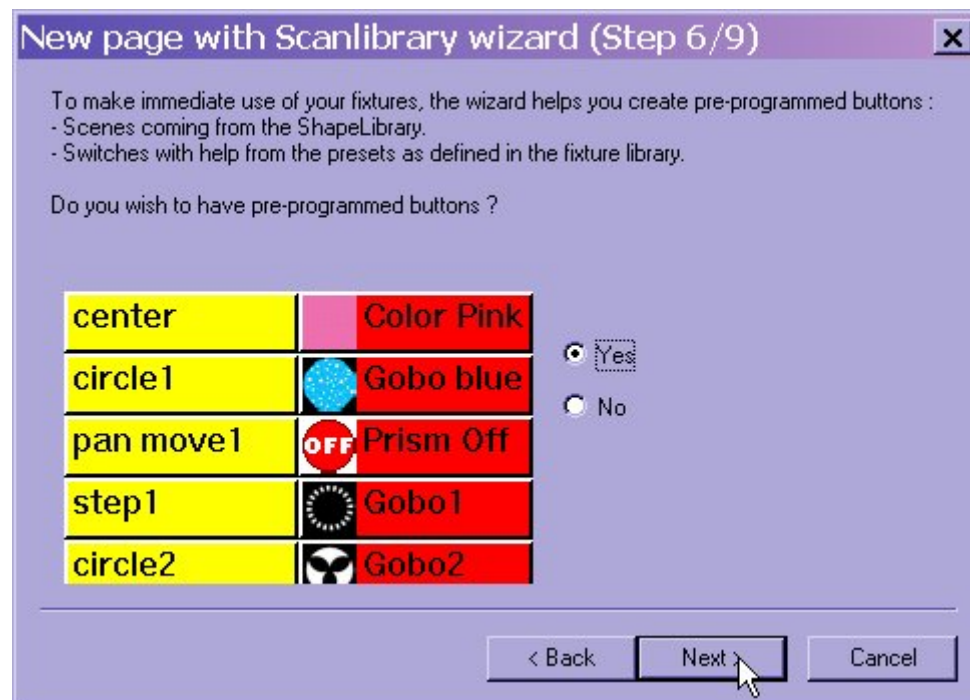 New page with Scanlibrary wizard (Step 6/9)
To make immediate use of your fixtures, the wizard helps you create pre-programmed buttons :
- Scenes coming from the ShapeLibrary.
- Switches with help from the presets as defined in the fixture library.
Do you wish to have pre-programmed buttons ?
center Color Pink
circle1 Gobo blue
pan move1 OFF Prism Off
step1 Gobo1
circle2 Gobo2
Yes
No
< Back Next > Cancel